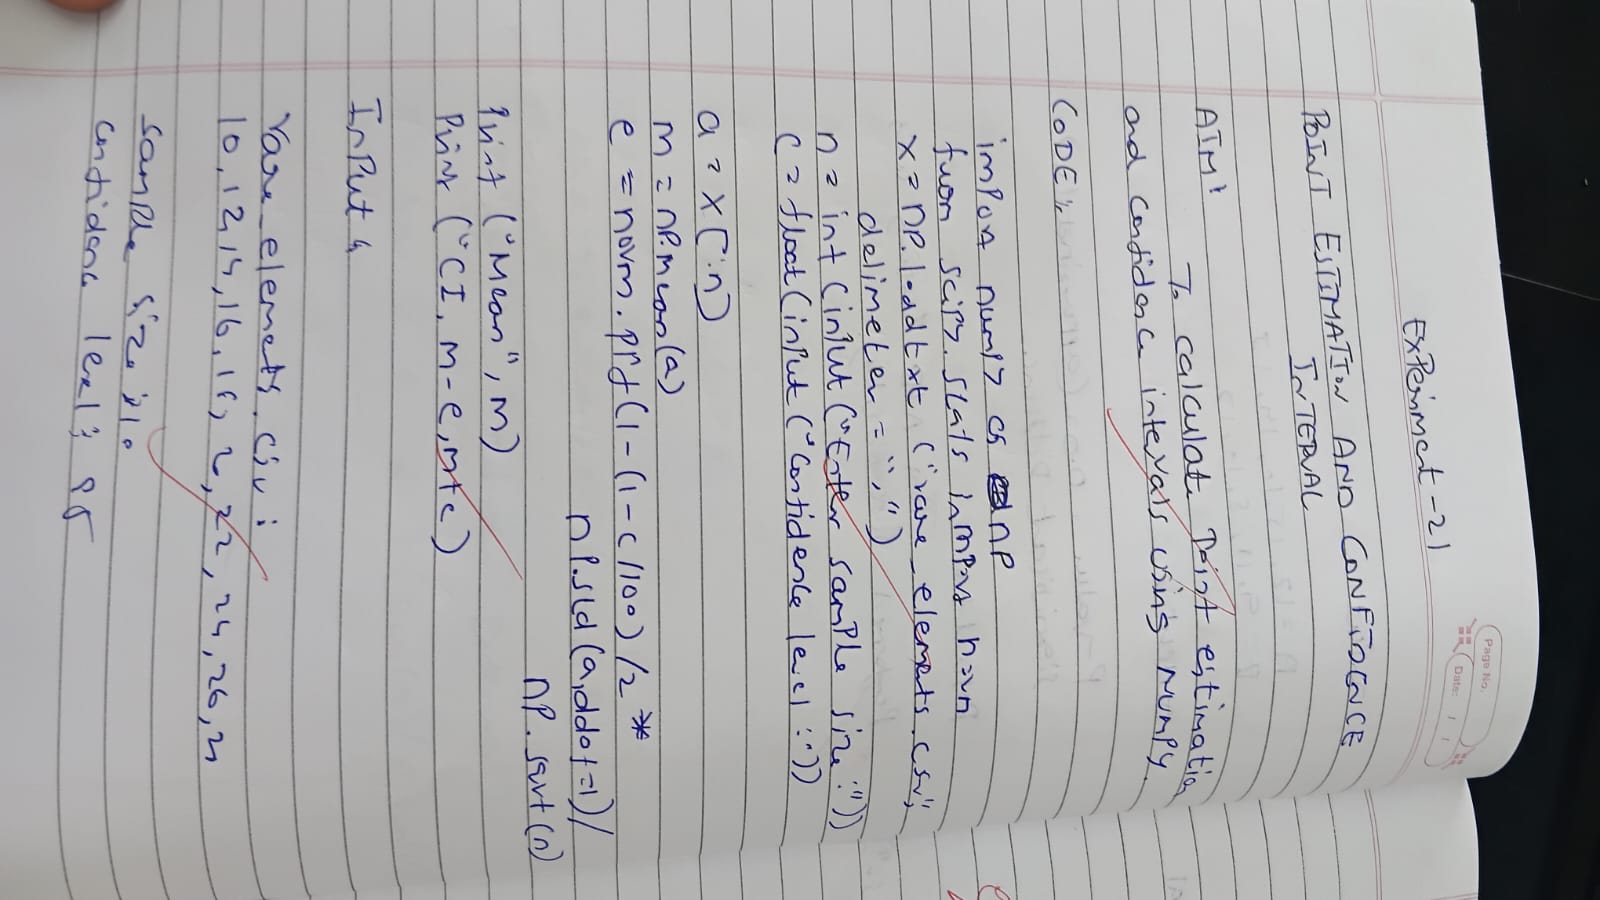 Page No.
Date: / /
Experiment - 21
POINT ESTIMATION AND CONFIDENCE
INTERVAL
AIM: To calculate Point estimation
and confidence intervals using numpy.
CODE:
import numpy as np
from scipy.stats import norm
x = np.loadtxt ("rare_elements.csv",
delimeter = ",")
n = int (input ("Enter sample size:"))
c = float (input ("Confidence level:"))
a = x[:n]
m = np.mean(a)
e = norm.ppf(1-(1-c/100)/2 *
np.std(a,ddof=1)/
np.sqrt(n)
Print ("Mean", m)
Print ("CI, m-e, m+e)
Input:
rare_elements.csv:
10, 12, 14, 16, 18, 2, 22, 24, 26, 28
Sample size: 10
Confidence level: 95